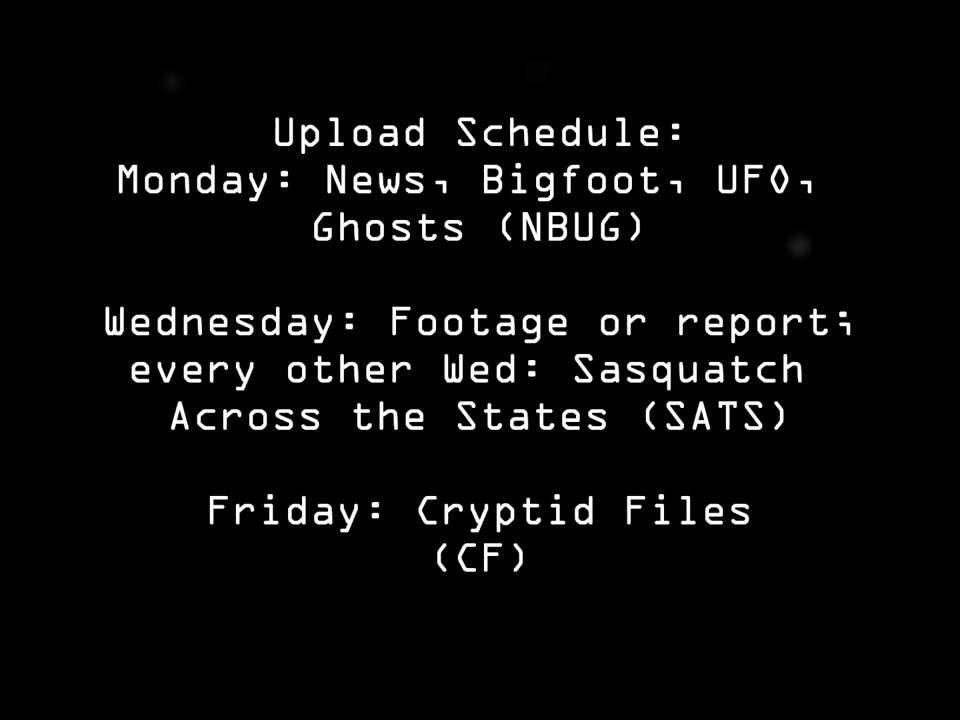 Upload Schedule:
Monday: News, Bigfoot, UFO,
Ghosts (NBUG)
Wednesday: Footage or report;
every other Wed: Sasquatch
Across the States (SATS)
Friday: Cryptid Files
(CF)